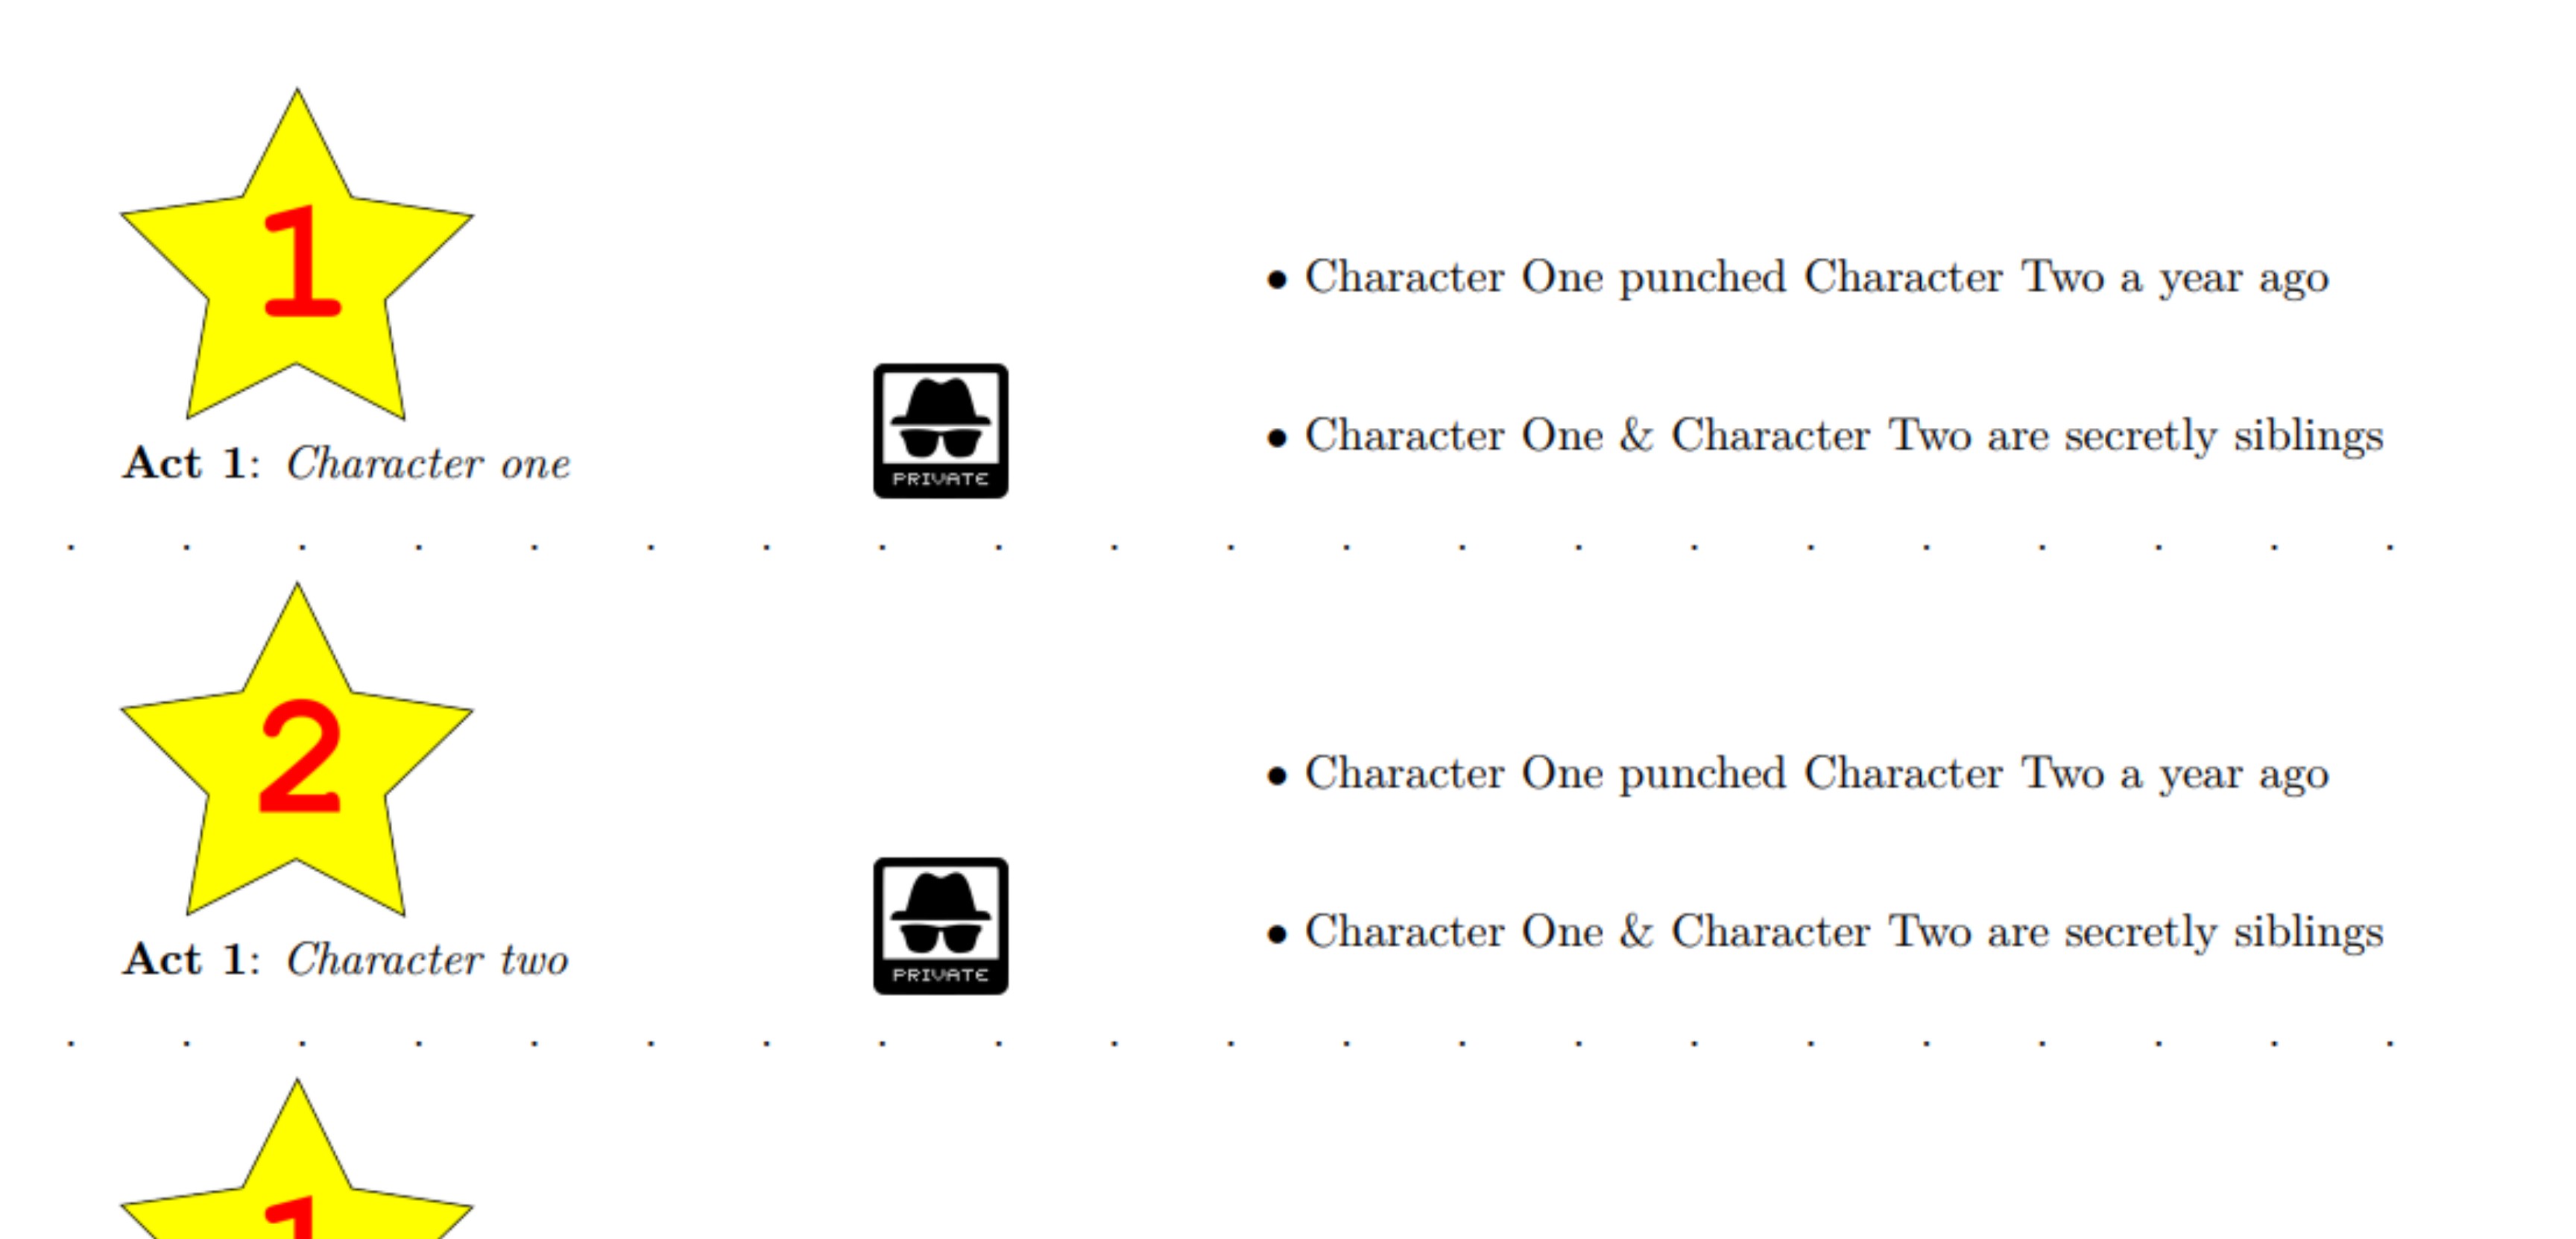 1
• Character One punched Character Two a year ago
• Character One & Character Two are secretly siblings
Act 1: Character one
PRIVATE
2
• Character One punched Character Two a year ago
• Character One & Character Two are secretly siblings
Act 1: Character two
PRIVATE
1